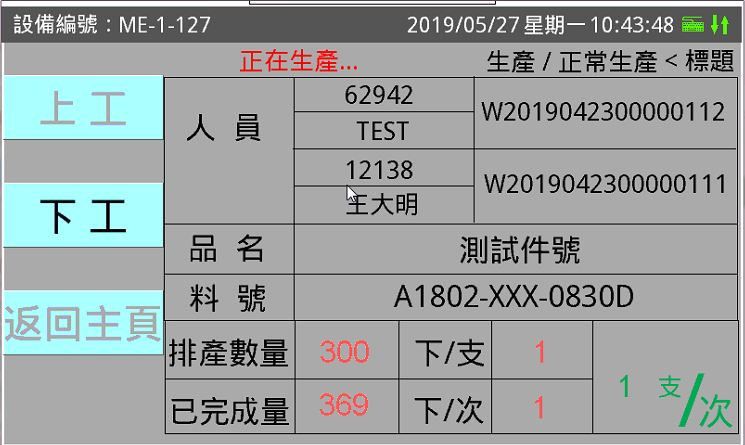 設備編號：ME-1-127 2019/05/27 星期一 10:43:48
正在生產... 生產 / 正常生產 < 標題
上 工
下 工
返回主頁
人 員
62942
TEST
W2019042300000112
12138
王大明
W2019042300000111
品 名 測試件號
料 號 A1802-XXX-0830D
排產數量 300 下/支 1
已完成量 369 下/次 1
1 支/次